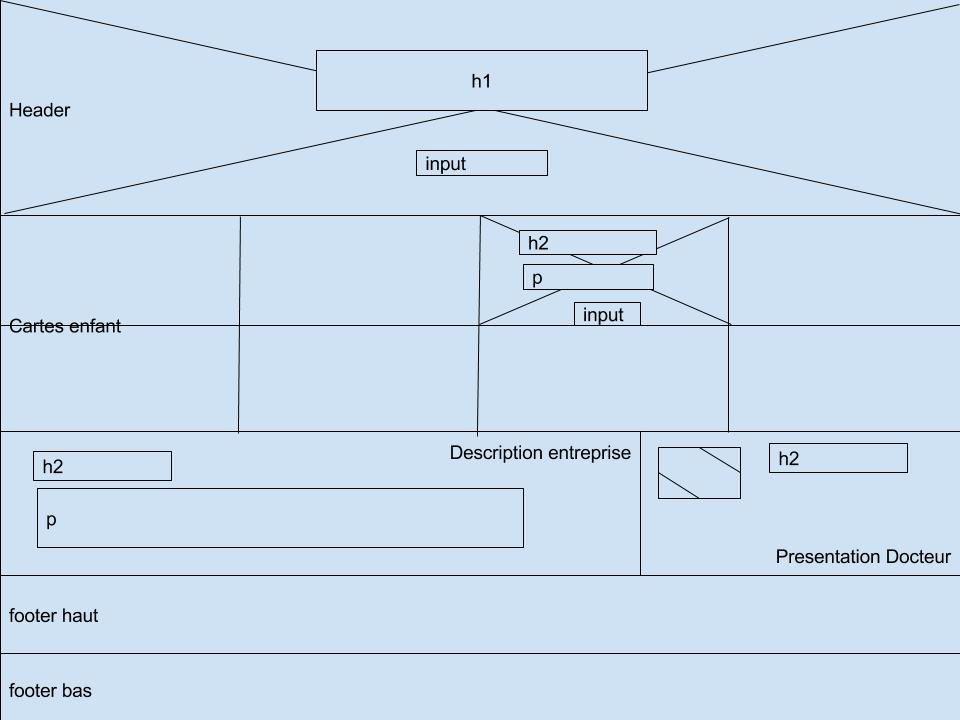 h1
Header
input
h2
p
input
Cartes enfant
Description entreprise
h2
p
h2
Presentation Docteur
footer haut
footer bas